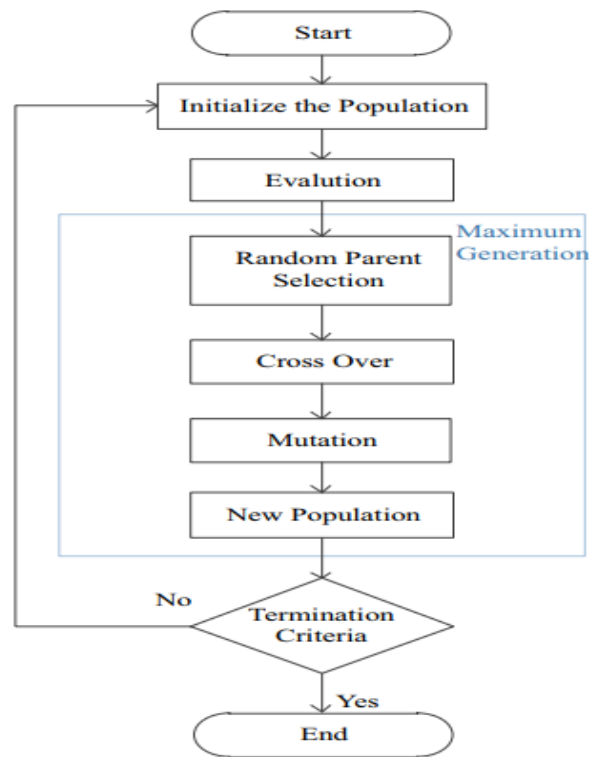 Start
Initialize the Population
Evalution
Maximum
Generation
Random Parent
Selection
Cross Over
Mutation
New Population
No
Termination
Criteria
Yes
End